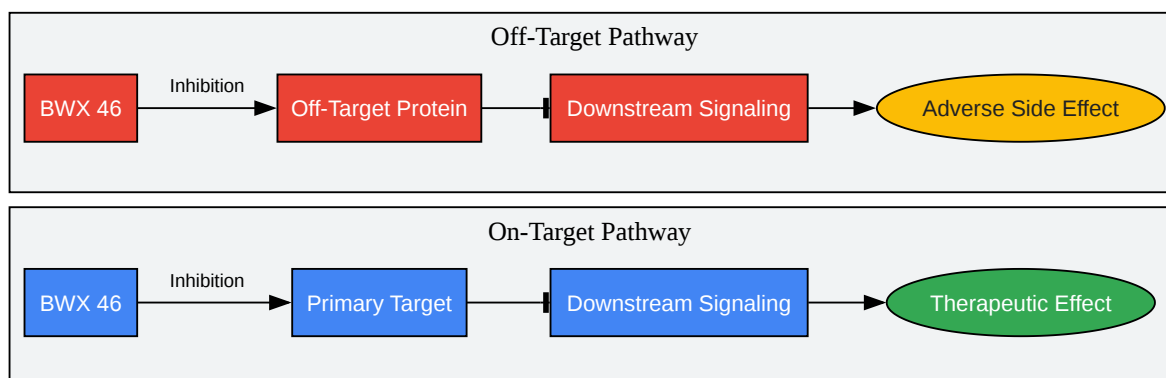 Off-Target Pathway
BWX 46
Inhibition
Off-Target Protein
Downstream Signaling
Adverse Side Effect
On-Target Pathway
BWX 46
Inhibition
Primary Target
Downstream Signaling
Therapeutic Effect